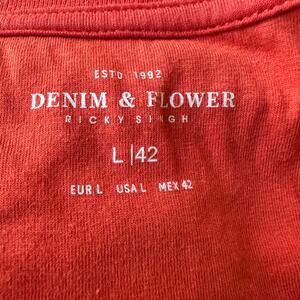 ESTD 1992
DENIM & FLOWER
RICKY SINGH
L|42
EUR L USA L MEX 42